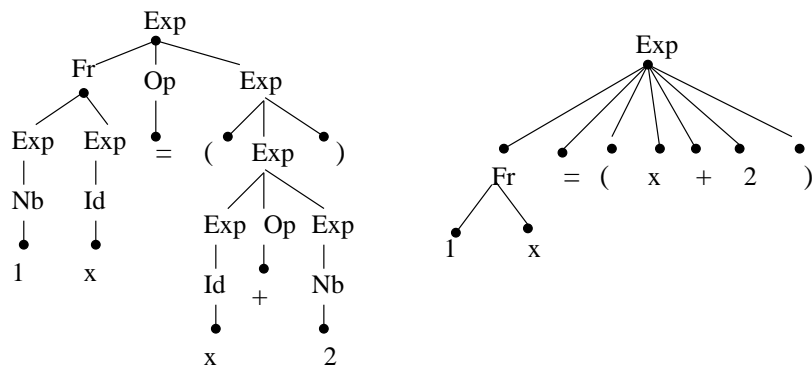 Exp
Fr Op Exp
Exp Exp = ( Exp )
Nb Id Exp Op Exp
1 x Id + Nb
x 2
Exp
Fr = ( x + 2 )
1 x